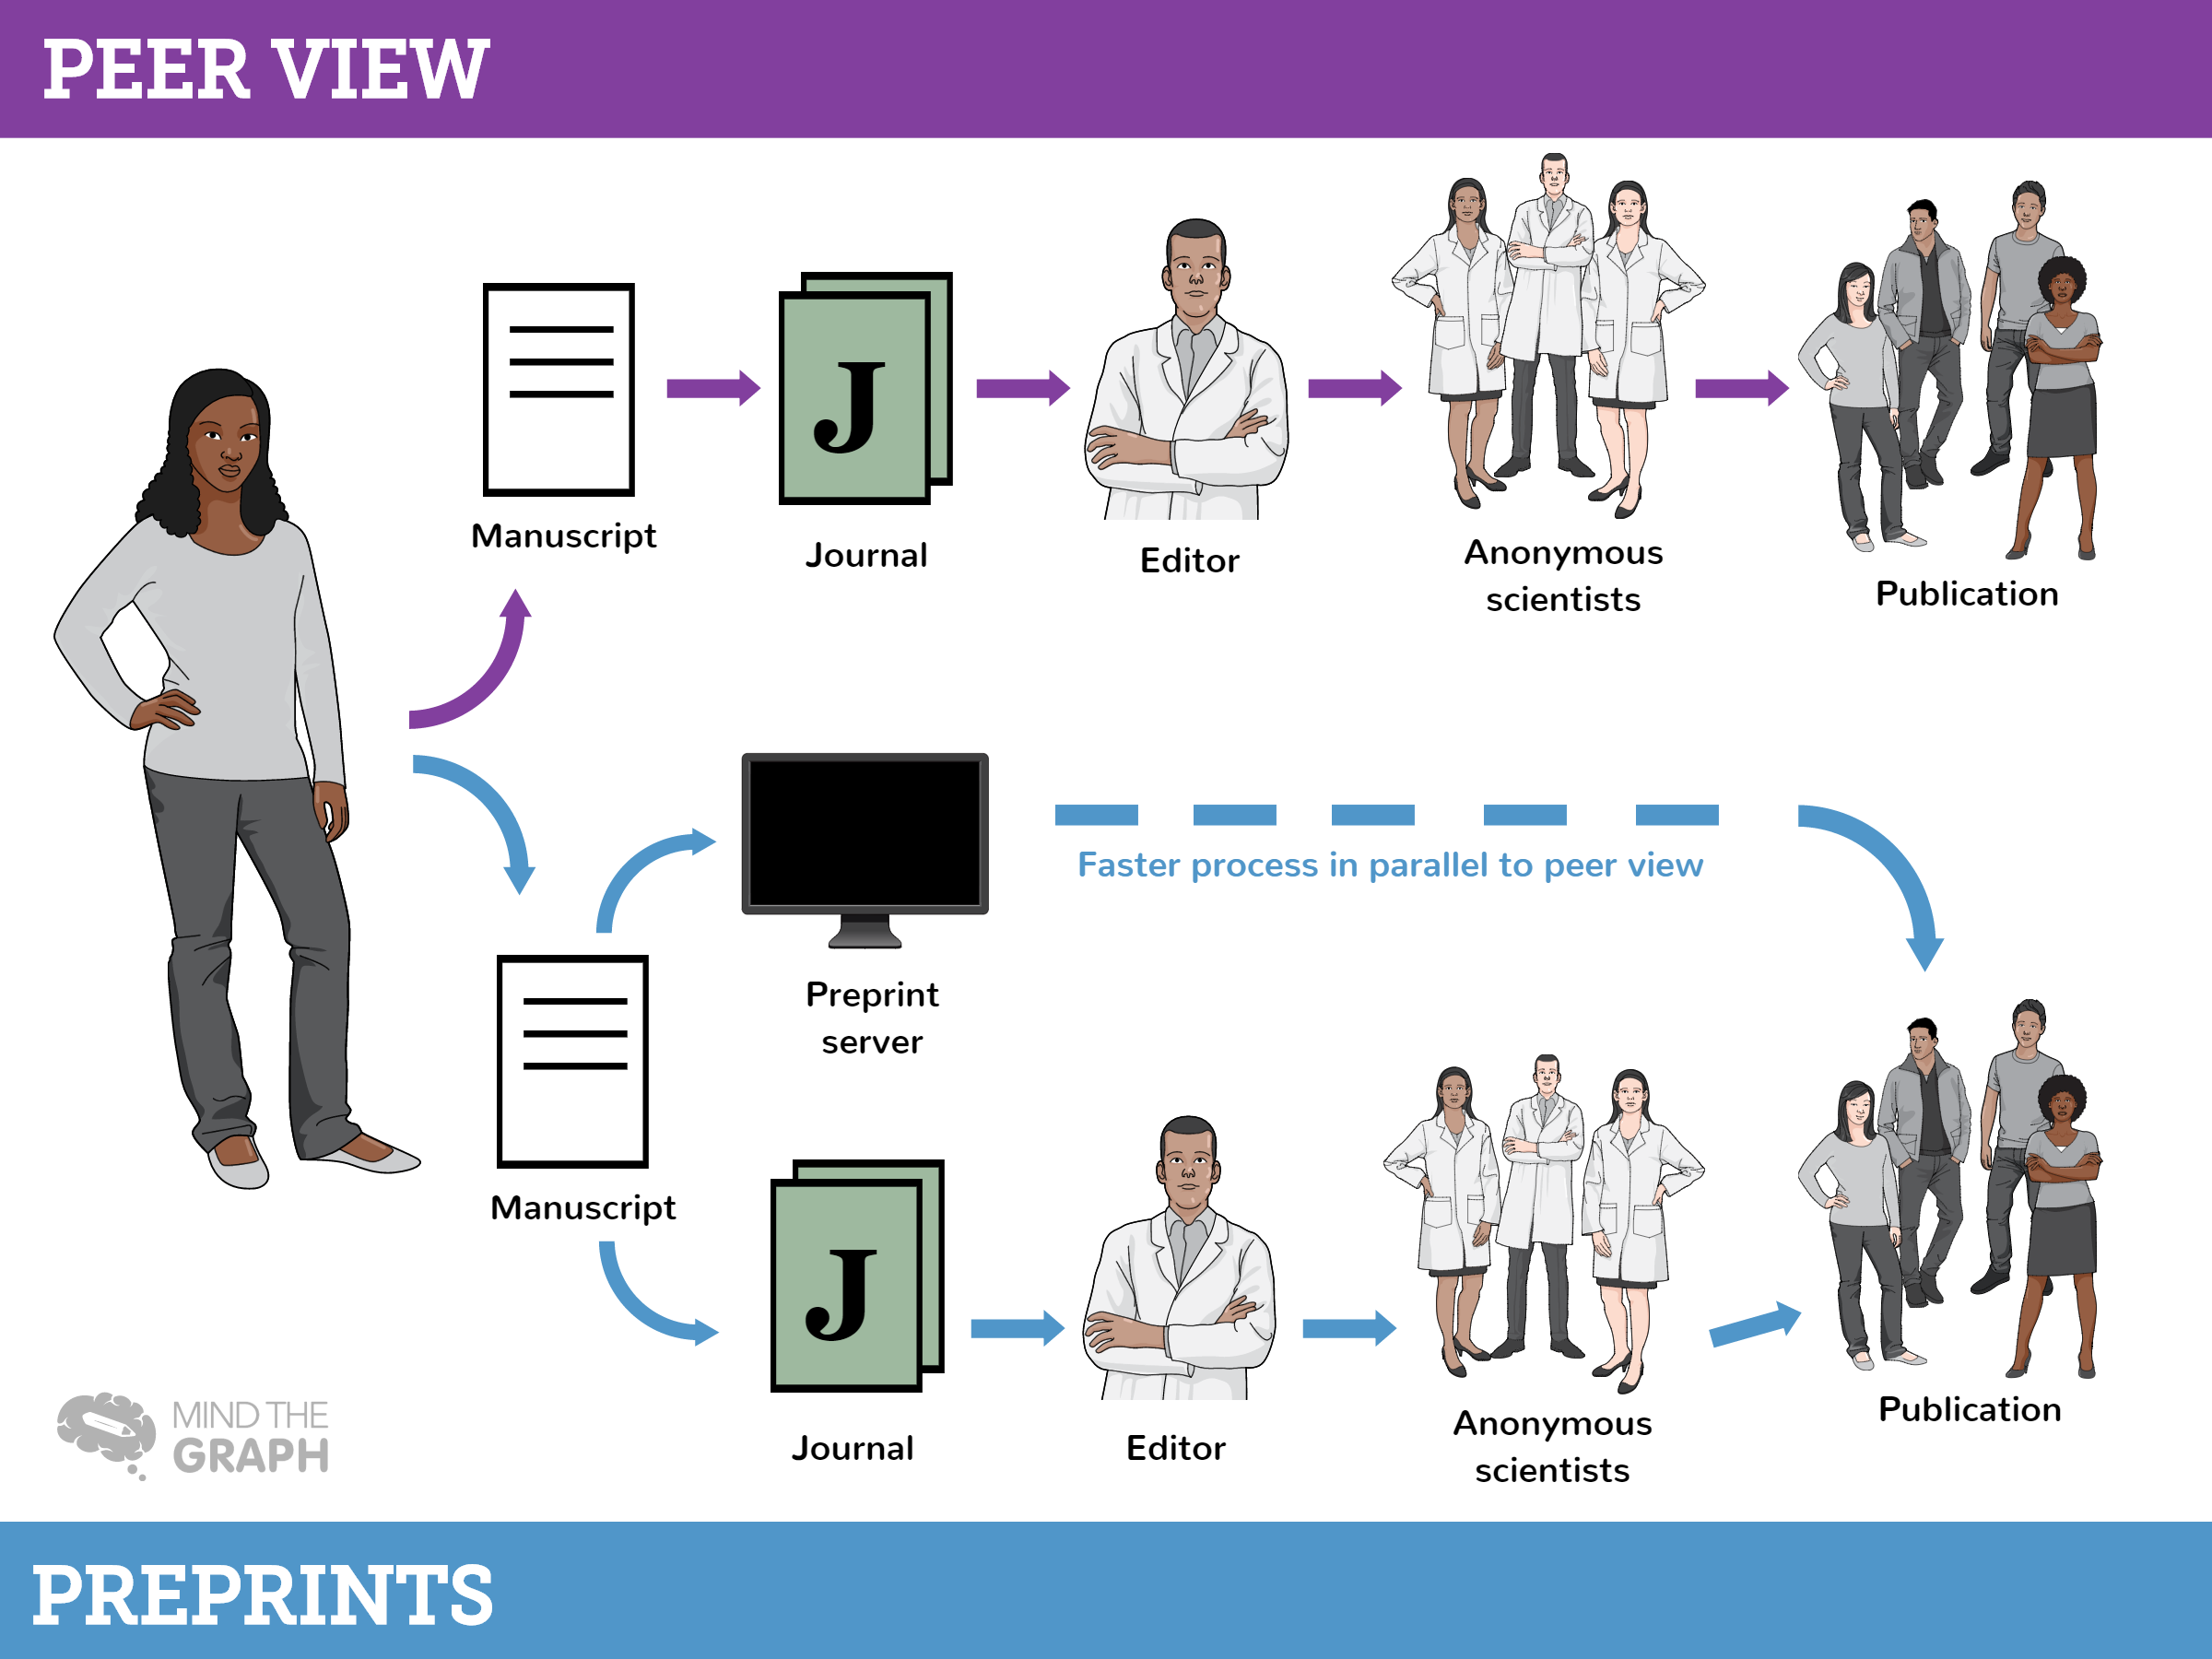 PEER VIEW
Manuscript
J
Journal
Editor
Anonymous
scientists
Publication
Faster process in parallel to peer view
Preprint
server
Manuscript
J
Journal
Editor
Anonymous
scientists
Publication
MIND THE
GRAPH
PREPRINTS